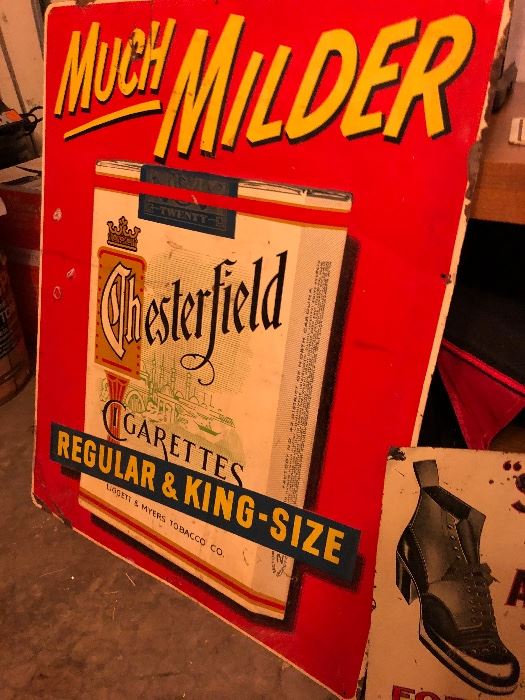 MUCH MILDER
TWENTY
Chesterfield
CIGARETTES
REGULAR & KING-SIZE
LIGGETT & MYERS TOBACCO CO.